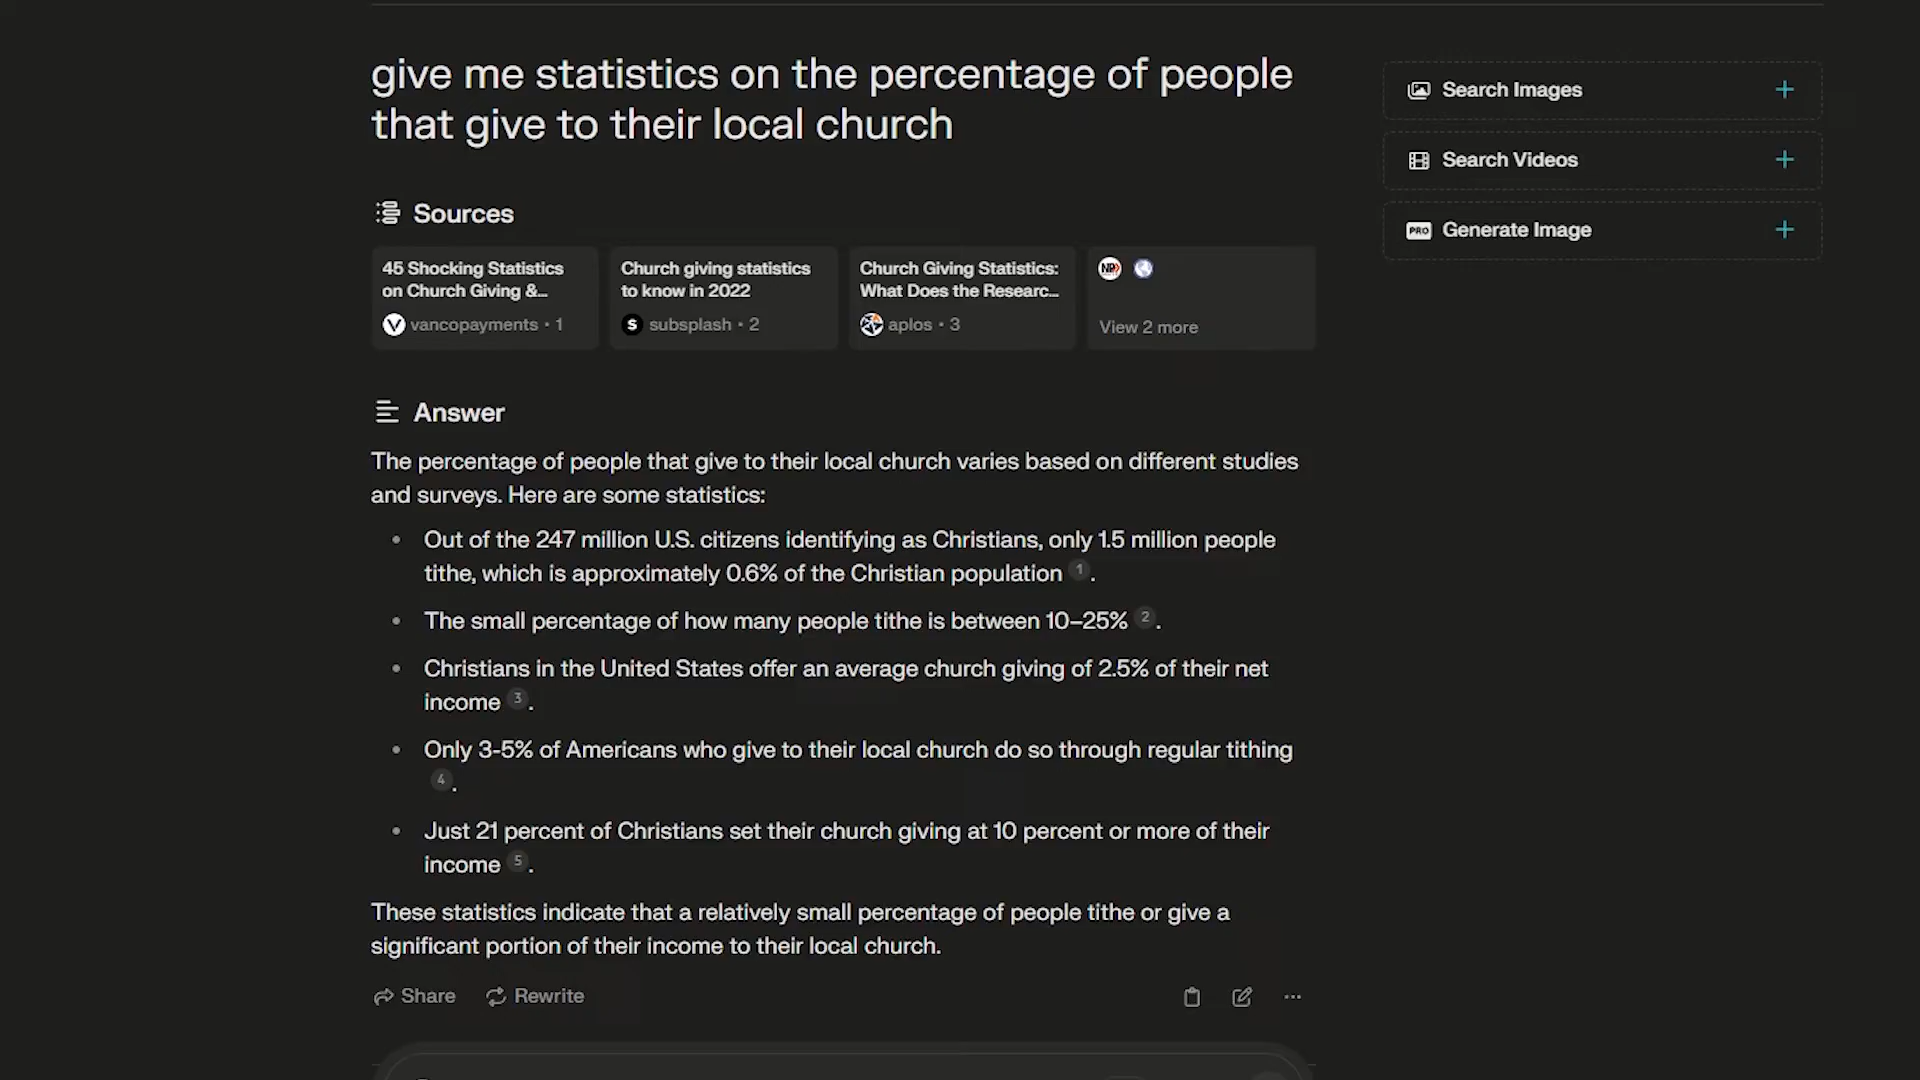 give me statistics on the percentage of people
that give to their local church
Search Images
Search Videos
PRO Generate Image
Sources
45 Shocking Statistics
on Church Giving &...
V vancopayments · 1
Church giving statistics
to know in 2022
S subsplash · 2
Church Giving Statistics:
What Does the Researc...
aplos · 3
NP
View 2 more
Answer
The percentage of people that give to their local church varies based on different studies
and surveys. Here are some statistics:
• Out of the 247 million U.S. citizens identifying as Christians, only 1.5 million people
tithe, which is approximately 0.6% of the Christian population 1.
• The small percentage of how many people tithe is between 10–25% 2.
• Christians in the United States offer an average church giving of 2.5% of their net
income 3.
• Only 3-5% of Americans who give to their local church do so through regular tithing
4.
• Just 21 percent of Christians set their church giving at 10 percent or more of their
income 5.
These statistics indicate that a relatively small percentage of people tithe or give a
significant portion of their income to their local church.
Share
Rewrite